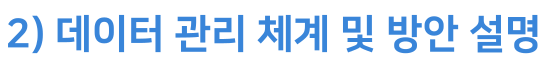 2) 데이터 관리 체계 및 방안 설명